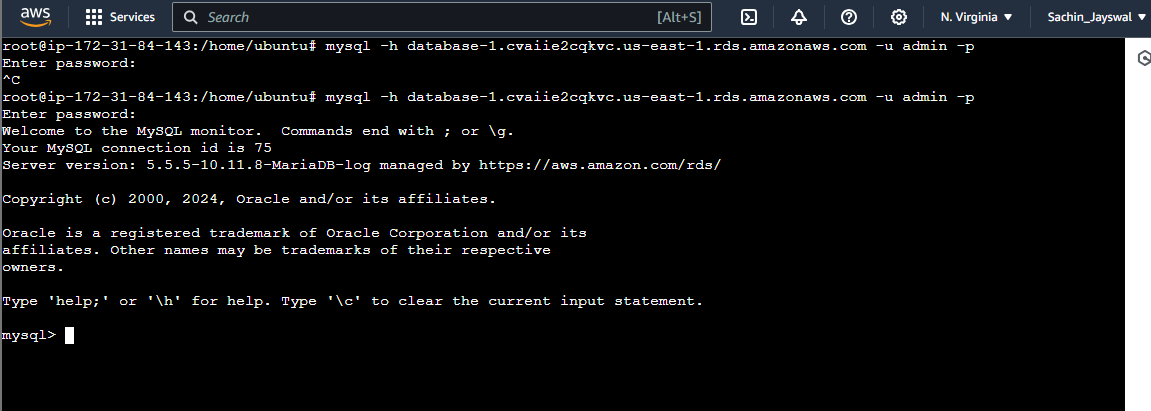 aws
Services
Search
[Alt+S]
N. Virginia
Sachin_Jayswal
root@ip-172-31-84-143:/home/ubuntu# mysql -h database-1.cvaiie2cqkvc.us-east-1.rds.amazonaws.com -u admin -p
Enter password:
^C
root@ip-172-31-84-143:/home/ubuntu# mysql -h database-1.cvaiie2cqkvc.us-east-1.rds.amazonaws.com -u admin -p
Enter password:
Welcome to the MySQL monitor.  Commands end with ; or \g.
Your MySQL connection id is 75
Server version: 5.5.5-10.11.8-MariaDB-log managed by https://aws.amazon.com/rds/
Copyright (c) 2000, 2024, Oracle and/or its affiliates.
Oracle is a registered trademark of Oracle Corporation and/or its
affiliates. Other names may be trademarks of their respective
owners.
Type 'help;' or '\h' for help. Type '\c' to clear the current input statement.
mysql>